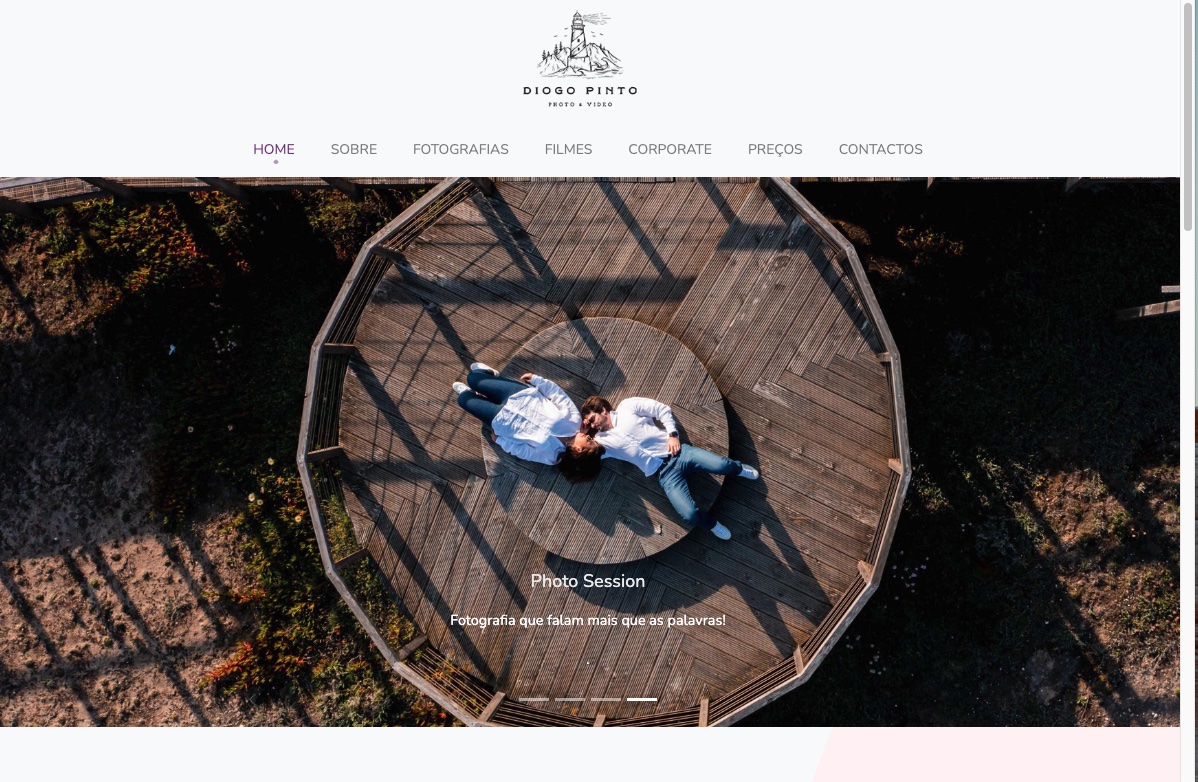 DIOGO PINTO
PHOTO & VIDEO
HOME SOBRE FOTOGRAFIAS FILMES CORPORATE PREÇOS CONTACTOS
Photo Session
Fotografia que falam mais que as palavras!